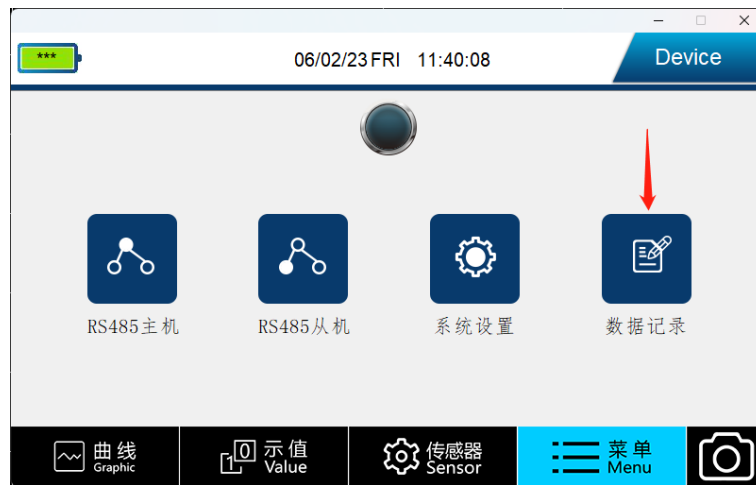 ***
06/02/23 FRI 11:40:08
Device
RS485主机
RS485从机
系统设置
数据记录
曲线
Graphic
示值
Value
传感器
Sensor
菜单
Menu